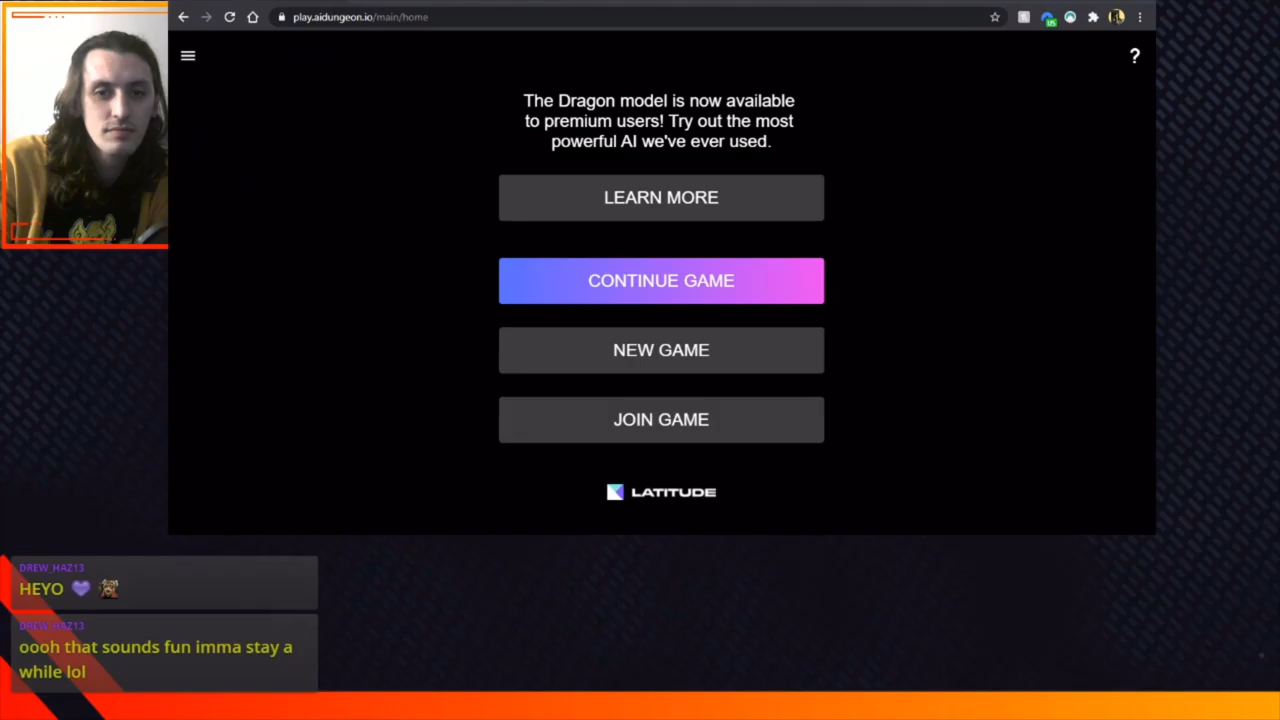 play.aidungeon.io/main/home
?
The Dragon model is now available
to premium users! Try out the most
powerful AI we've ever used.
LEARN MORE
CONTINUE GAME
NEW GAME
JOIN GAME
LATITUDE
DREW_HAZ13
HEYO
DREW_HAZ13
oooh that sounds fun imma stay a
while lol